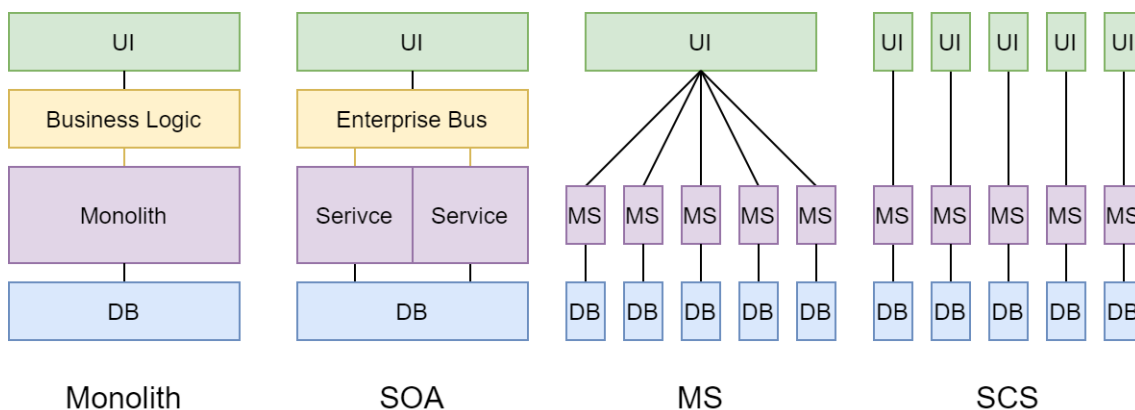 UI
Business Logic
Monolith
DB
Monolith
UI
Enterprise Bus
Serivce
Service
DB
SOA
UI
MS MS MS MS MS
DB DB DB DB DB
MS
UI UI UI UI UI
MS MS MS MS MS
DB DB DB DB DB
SCS